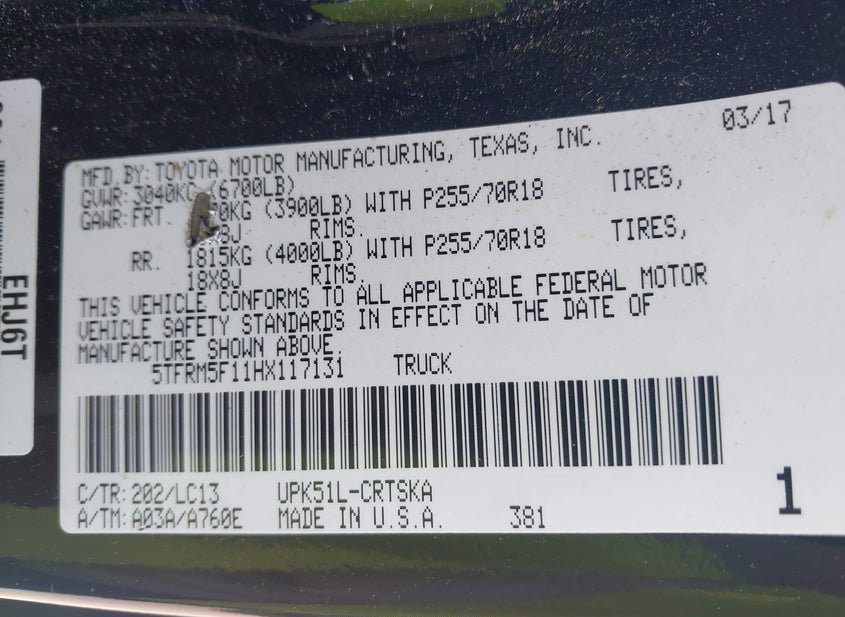 03/17
MFD.BY:TOYOTA MOTOR MANUFACTURING, TEXAS, INC.
GVWR:3040KG (6700LB)
GAWR:FRT. (3900LB) WITH P255/70R18 TIRES,
RIMS.
RR. 1815KG (4000LB) WITH P255/70R18 TIRES,
18X8J RIMS.
THIS VEHICLE CONFORMS TO ALL APPLICABLE FEDERAL MOTOR
VEHICLE SAFETY STANDARDS IN EFFECT ON THE DATE OF
MANUFACTURE SHOWN ABOVE.
5TFRM5F11HX117131 TRUCK
C/TR:202/LC13 UPK51L-CRTSKA
A/TM:A03A/A760E MADE IN U.S.A. 381
1
EHJ6T